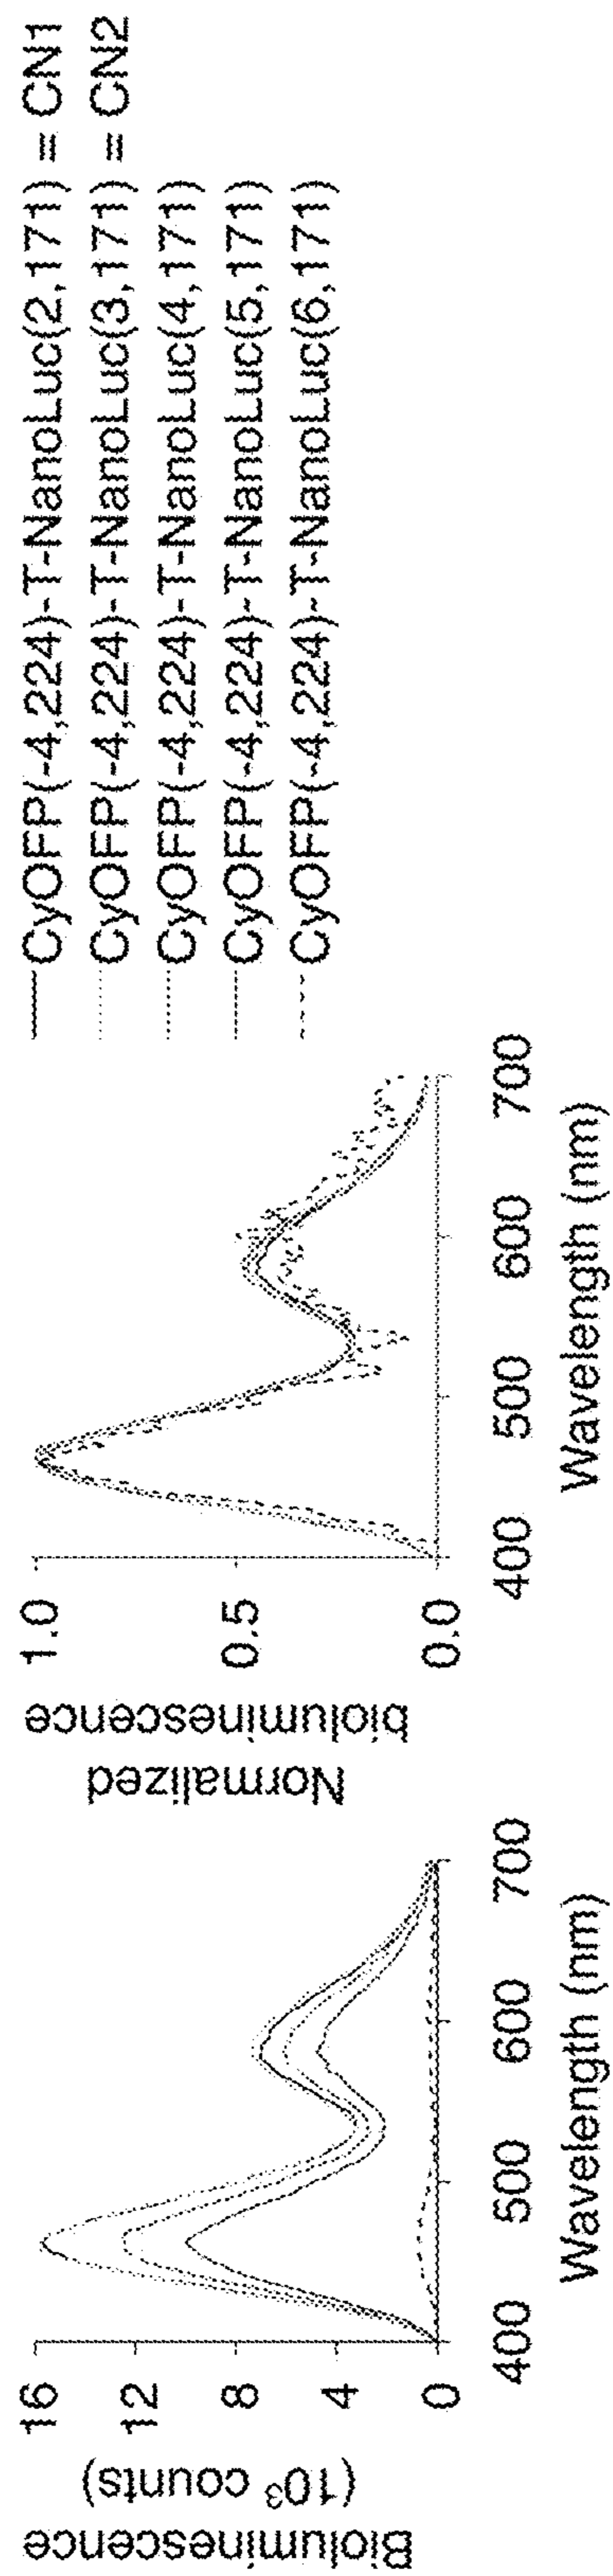 Bioluminescence
(10³ counts)
16
12
8
4
0
400 500 600 700
Wavelength (nm)
Normalized
bioluminescence
1.0
0.5
0.0
400 500 600 700
Wavelength (nm)
CyOFP(-4,224)-T-NanoLuc(2,171) = CN1
CyOFP(-4,224)-T-NanoLuc(3,171) = CN2
CyOFP(-4,224)-T-NanoLuc(4,171)
CyOFP(-4,224)-T-NanoLuc(5,171)
CyOFP(-4,224)-T-NanoLuc(6,171)